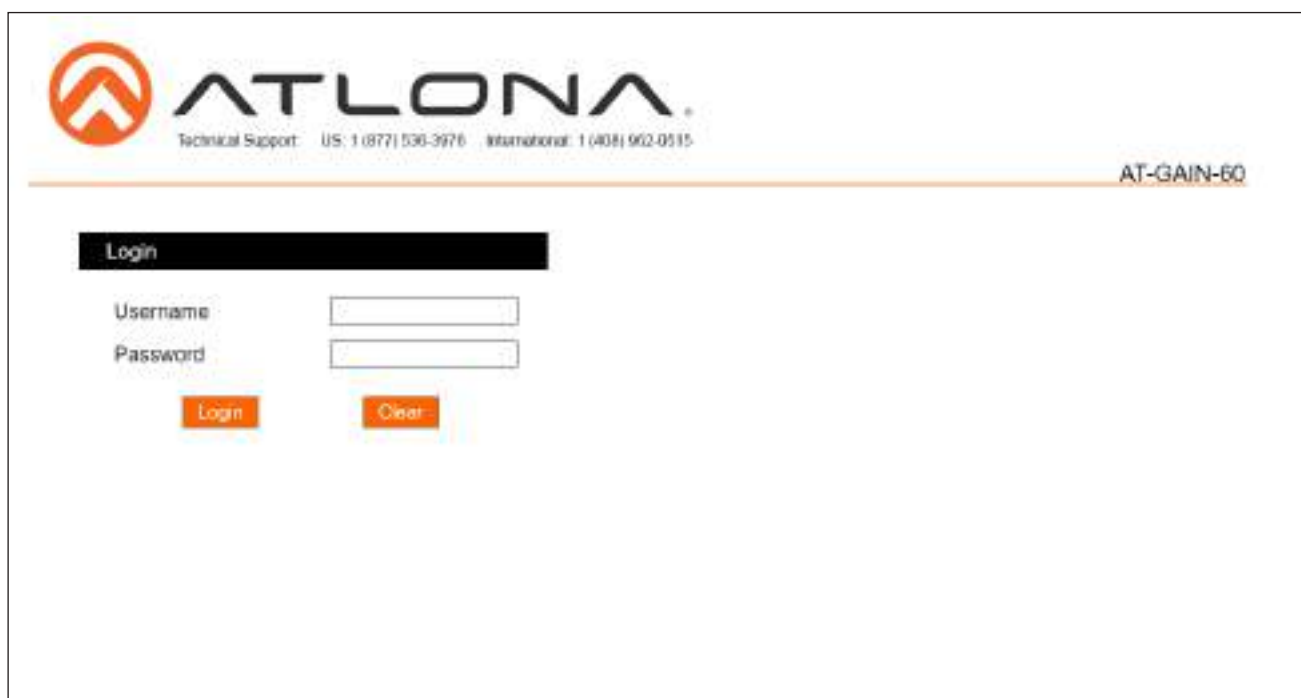 ATLONA®
Technical Support: US: 1 (877) 536-3976 International: 1 (408) 962-0515
AT-GAIN-60
Login
Username
Password
Login Clear